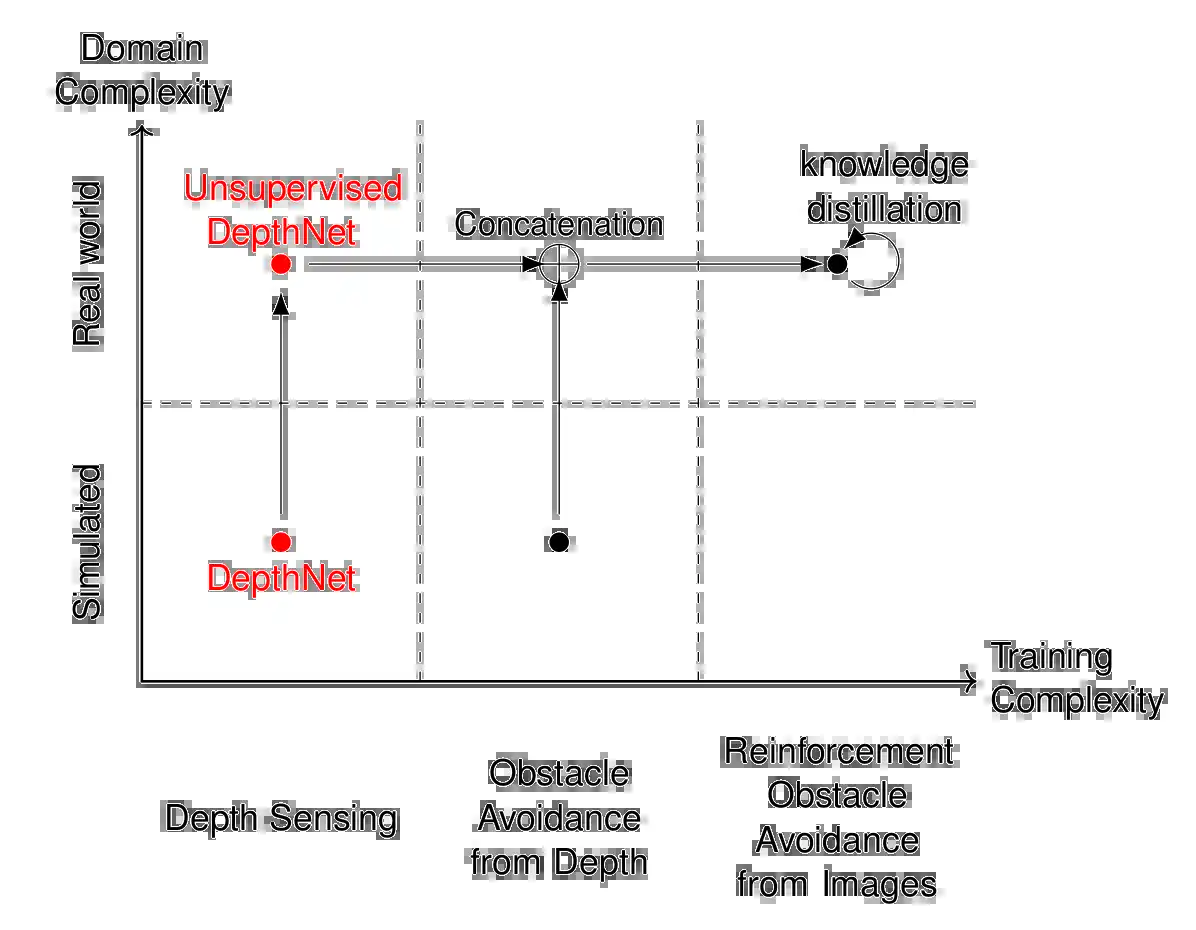 Domain
Complexity
Real world
Simulated
Unsupervised
DepthNet
Concatenation
knowledge
distillation
DepthNet
Training
Complexity
Depth Sensing
Obstacle
Avoidance
from Depth
Reinforcement
Obstacle
Avoidance
from Images